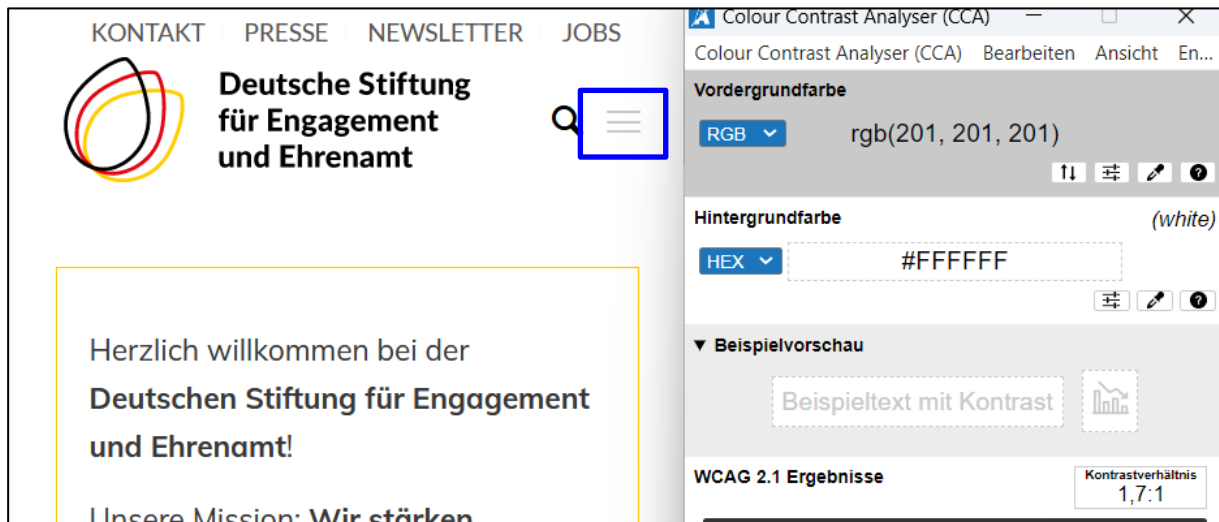 KONTAKT PRESSE NEWSLETTER JOBS
Deutsche Stiftung
für Engagement
und Ehrenamt
Herzlich willkommen bei der
Deutschen Stiftung für Engagement
und Ehrenamt!
Unsere Mission: Wir stärken
Colour Contrast Analyser (CCA)
Colour Contrast Analyser (CCA) Bearbeiten Ansicht En...
Vordergrundfarbe
RGB rgb(201, 201, 201)
Hintergrundfarbe (white)
HEX #FFFFFF
▼ Beispielvorschau
Beispieltext mit Kontrast
WCAG 2.1 Ergebnisse
Kontrastverhältnis
1,7:1